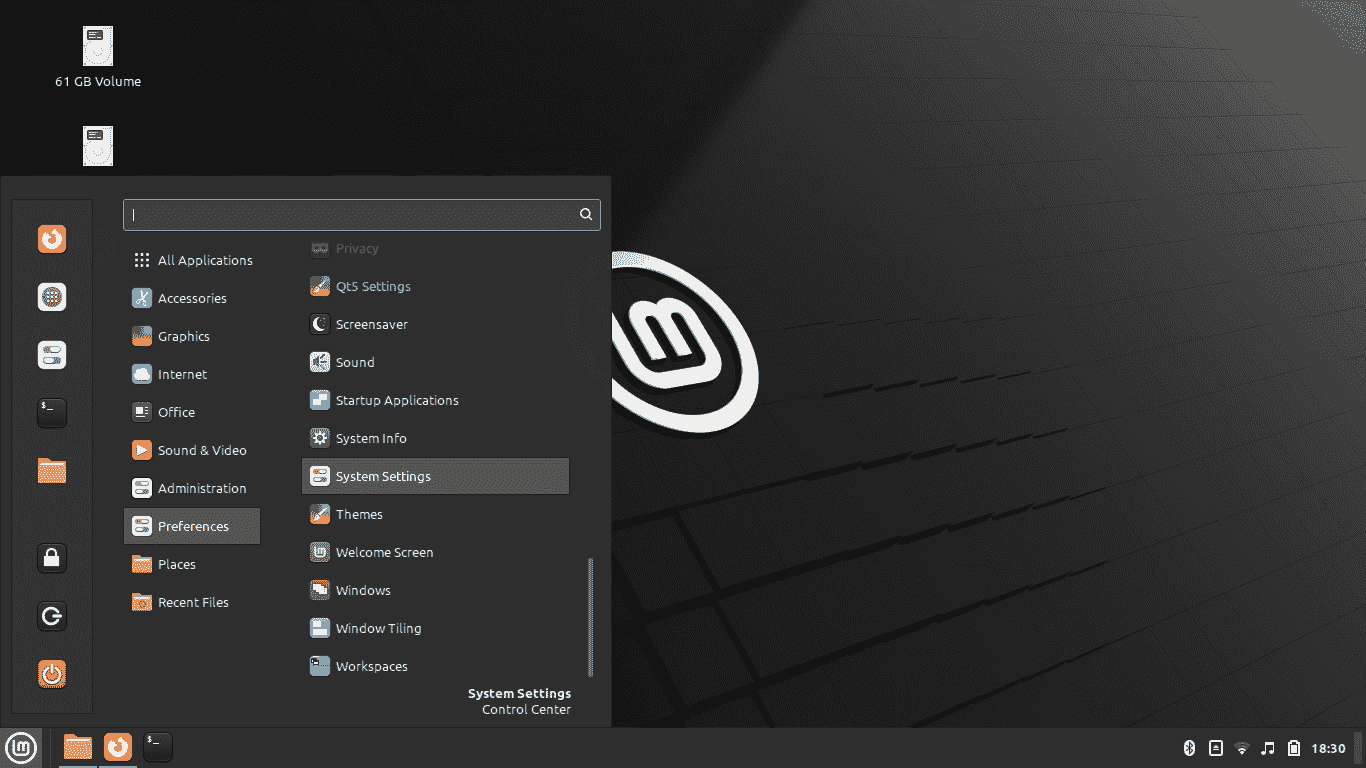 61 GB Volume
All Applications
Accessories
Graphics
Internet
Office
Sound & Video
Administration
Preferences
Places
Recent Files
Privacy
Qt5 Settings
Screensaver
Sound
Startup Applications
System Info
System Settings
Themes
Welcome Screen
Windows
Window Tiling
Workspaces
System Settings
Control Center
18:30